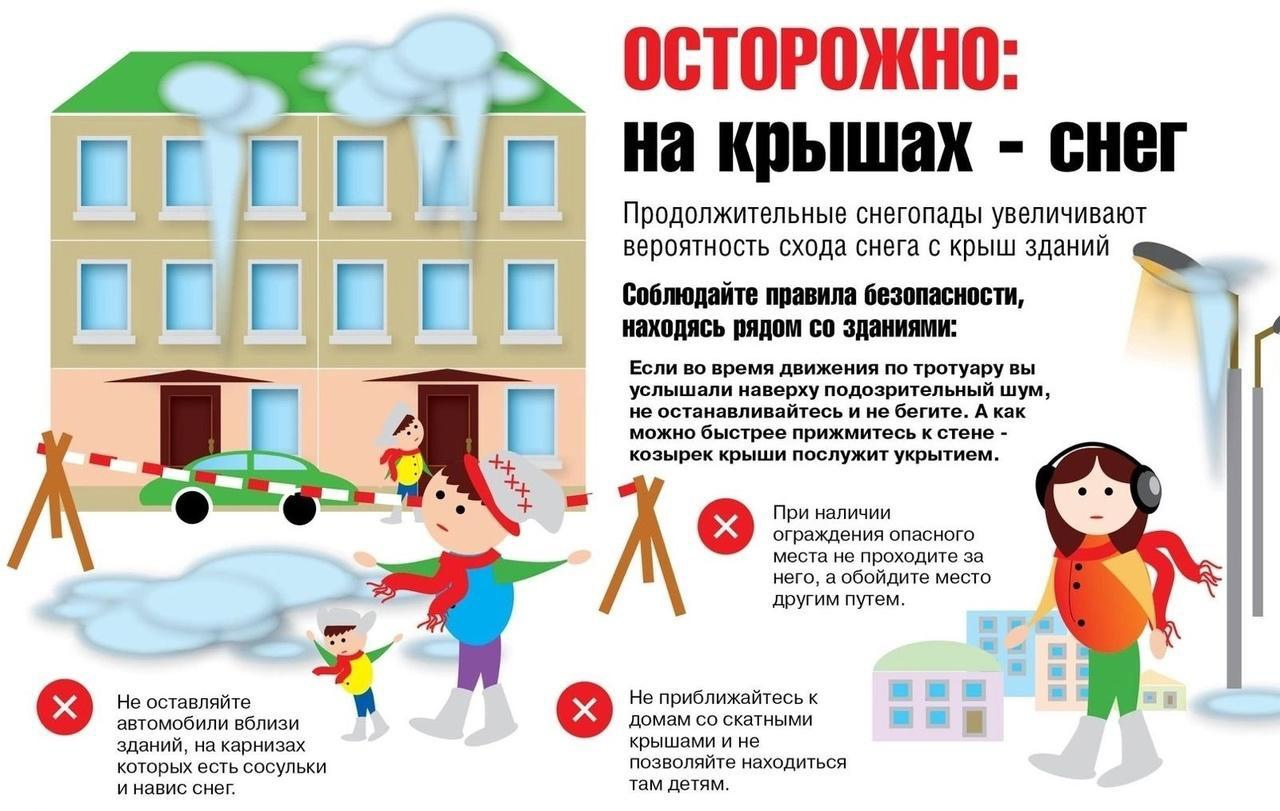 ОСТОРОЖНО:
на крышах - снег
Продолжительные снегопады увеличивают
вероятность схода снега с крыш зданий
Соблюдайте правила безопасности,
находясь рядом со зданиями:
Если во время движения по тротуару вы
услышали наверху подозрительный шум,
не останавливайтесь и не бегите. А как
можно быстрее прижмитесь к стене -
козырек крыши послужит укрытием.
При наличии
ограждения опасного
места не проходите за
него, а обойдите место
другим путем.
Не оставляйте
автомобили вблизи
зданий, на карнизах
которых есть сосульки
и навис снег.
Не приближайтесь к
домам со скатными
крышами и не
позволяйте находиться
там детям.